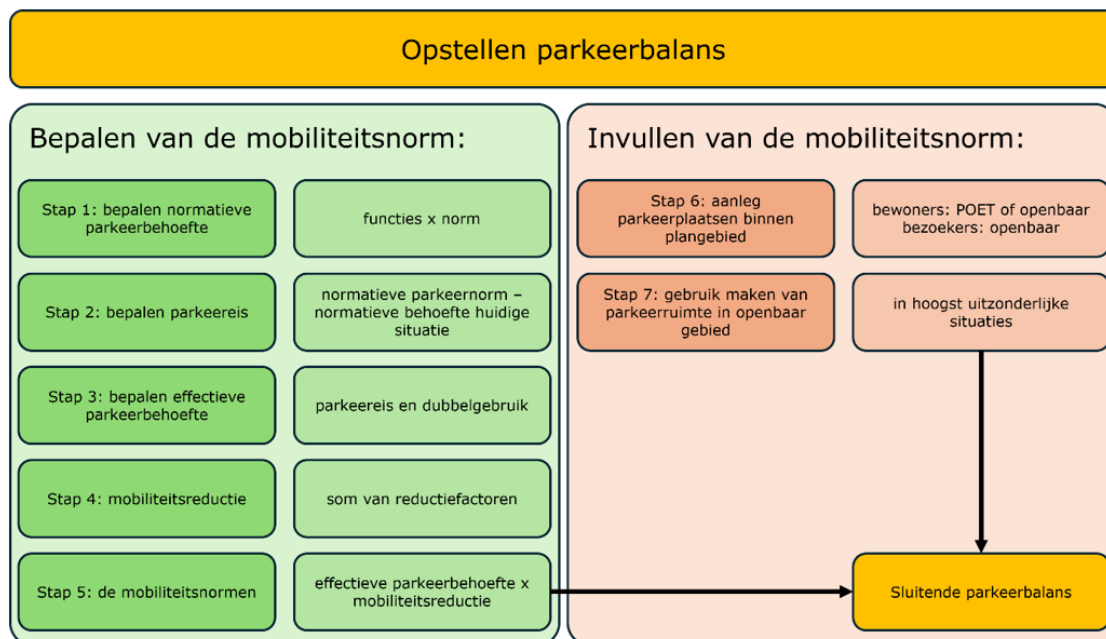 Opstellen parkeerbalans
Bepalen van de mobiliteitsnorm:
Stap 1: bepalen normatieve
parkeerbehoefte
functies x norm
Stap 2: bepalen parkeereis
normatieve parkeernorm –
normatieve behoefte huidige
situatie
Stap 3: bepalen effectieve
parkeerbehoefte
parkeereis en dubbelgebruik
Stap 4: mobiliteitsreductie
som van reductiefactoren
Stap 5: de mobiliteitsnormen
effectieve parkeerbehoefte x
mobiliteitsreductie
Invullen van de mobiliteitsnorm:
Stap 6: aanleg
parkeerplaatsen binnen
plangebied
bewoners: POET of openbaar
bezoekers: openbaar
Stap 7: gebruik maken van
parkeerruimte in openbaar
gebied
in hoogst uitzonderlijke
situaties
Sluitende parkeerbalans